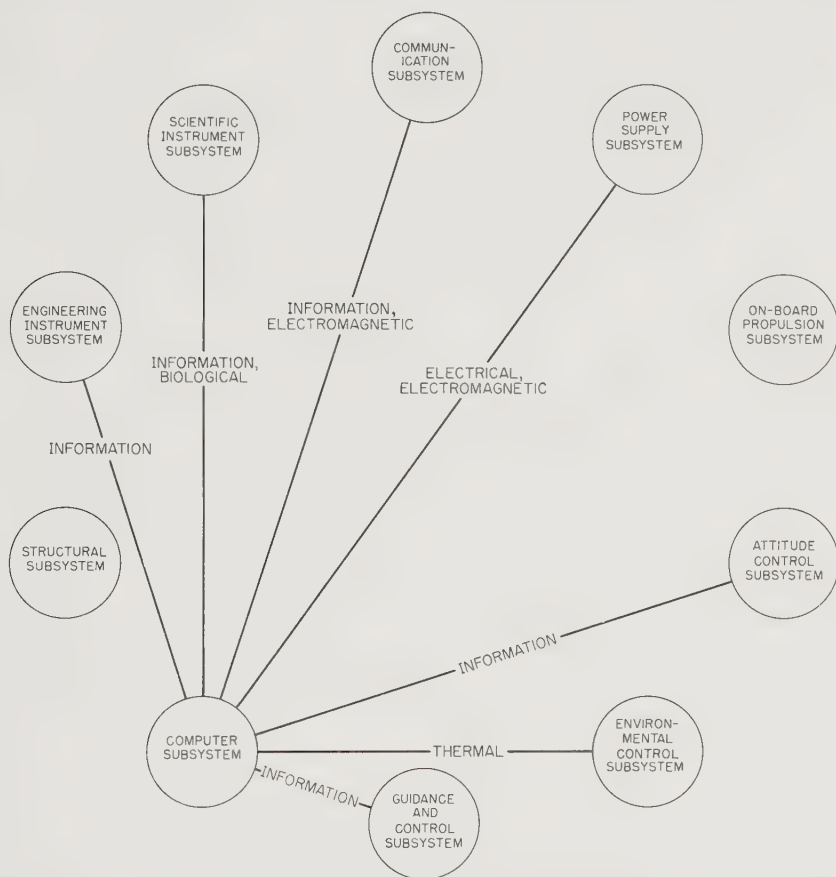 COMMUN-
ICATION
SUBSYSTEM
SCIENTIFIC
INSTRUMENT
SUBSYSTEM
POWER
SUPPLY
SUBSYSTEM
ENGINEERING
INSTRUMENT
SUBSYSTEM
INFORMATION,
ELECTROMAGNETIC
ON-BOARD
PROPULSION
SUBSYSTEM
INFORMATION,
BIOLOGICAL
ELECTRICAL,
ELECTROMAGNETIC
INFORMATION
STRUCTURAL
SUBSYSTEM
ATTITUDE
CONTROL
SUBSYSTEM
INFORMATION
COMPUTER
SUBSYSTEM
THERMAL
ENVIRON-
MENTAL
CONTROL
SUBSYSTEM
INFORMATION
GUIDANCE
AND
CONTROL
SUBSYSTEM